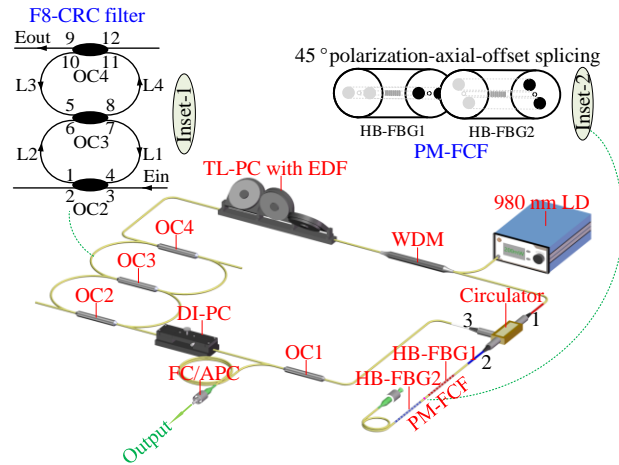 F8-CRC filter
Eout 9 12
10 11
OC4
L3 L4
5 8
6 7
OC3
L2 L1
1 4
2 3
Ein
OC2
Inset-1
45 °polarization-axial-offset splicing
HB-FBG1 HB-FBG2
PM-FCF
Inset-2
TL-PC with EDF
980 nm LD
WDM
OC4
OC3
OC2
Circulator
1
3
2
DI-PC
OC1
HB-FBG1
HB-FBG2
PM-FCF
FC/APC
Output